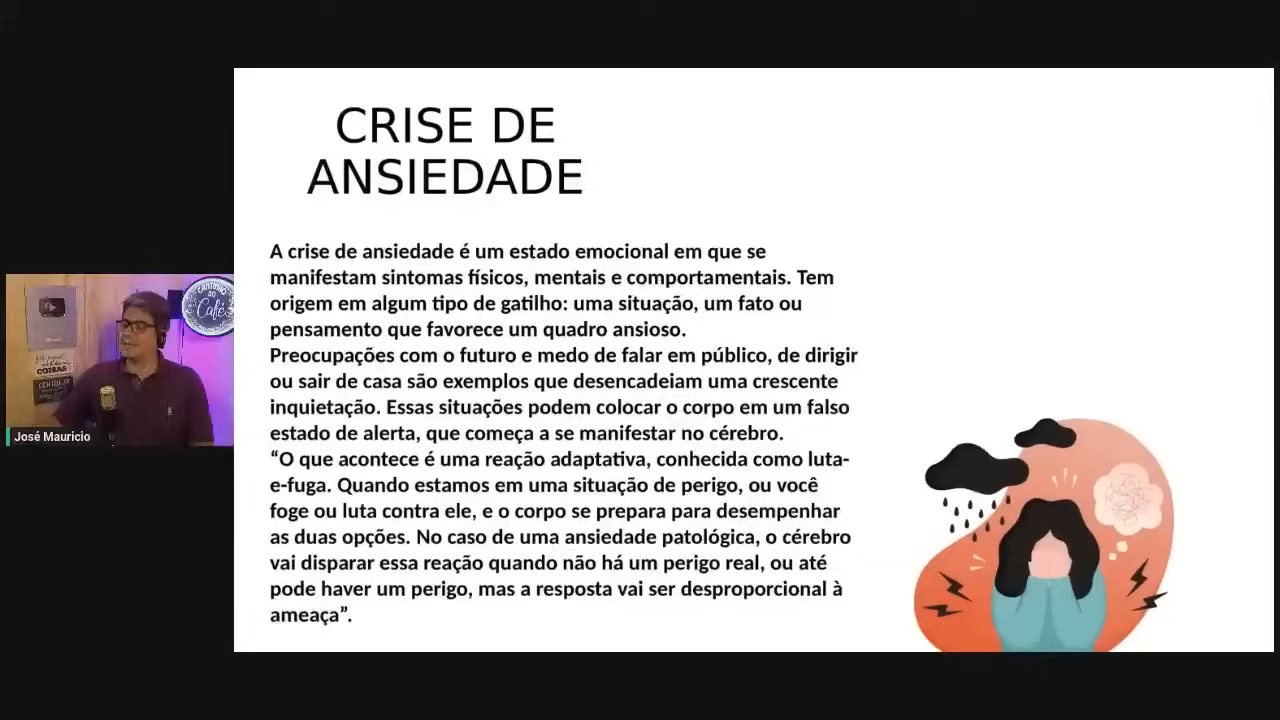 CRISE DE
ANSIEDADE
A crise de ansiedade é um estado emocional em que se
manifestam sintomas físicos, mentais e comportamentais. Tem
origem em algum tipo de gatilho: uma situação, um fato ou
pensamento que favorece um quadro ansioso.
Preocupações com o futuro e medo de falar em público, de dirigir
ou sair de casa são exemplos que desencadeiam uma crescente
inquietação. Essas situações podem colocar o corpo em um falso
estado de alerta, que começa a se manifestar no cérebro.
“O que acontece é uma reação adaptativa, conhecida como luta-
e-fuga. Quando estamos em uma situação de perigo, ou você
foge ou luta contra ele, e o corpo se prepara para desempenhar
as duas opções. No caso de uma ansiedade patológica, o cérebro
vai disparar essa reação quando não há um perigo real, ou até
pode haver um perigo, mas a resposta vai ser desproporcional à
ameaça”.
Café
COISAS
José Mauricio